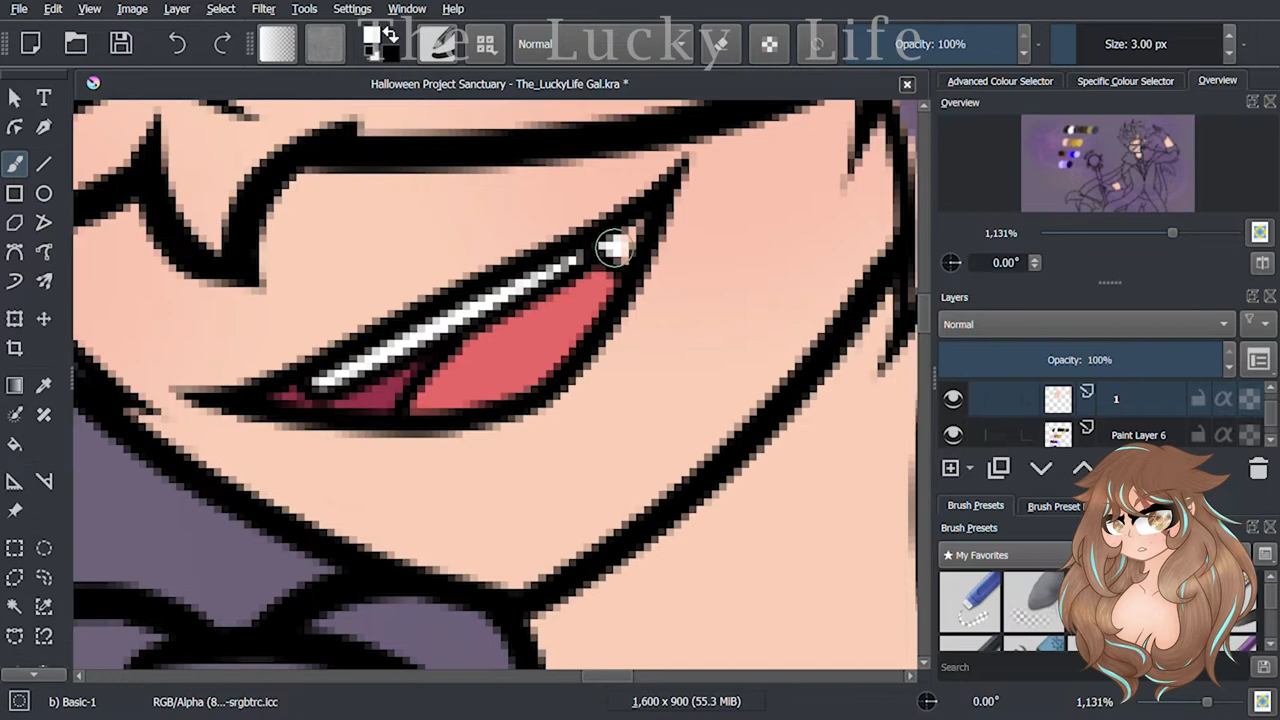 File Edit View Image Layer Select Filter Tools Settings Window Help
The Lucky Life
Normal
Opacity: 100%
Size: 3.00 px
Halloween Project Sanctuary - The_LuckyLife Gal.kra *
Advanced Colour Selector
Specific Colour Selector
Overview
Overview
1,131%
0.00°
Layers
Normal
Opacity: 100%
1
Paint Layer 6
Brush Presets
Brush Preset
Brush Presets
★ My Favorites
Search
b) Basic-1
RGB/Alpha (8...-srgbtrc.icc
1,600 x 900 (55.3 MiB)
0.00°
1,131%